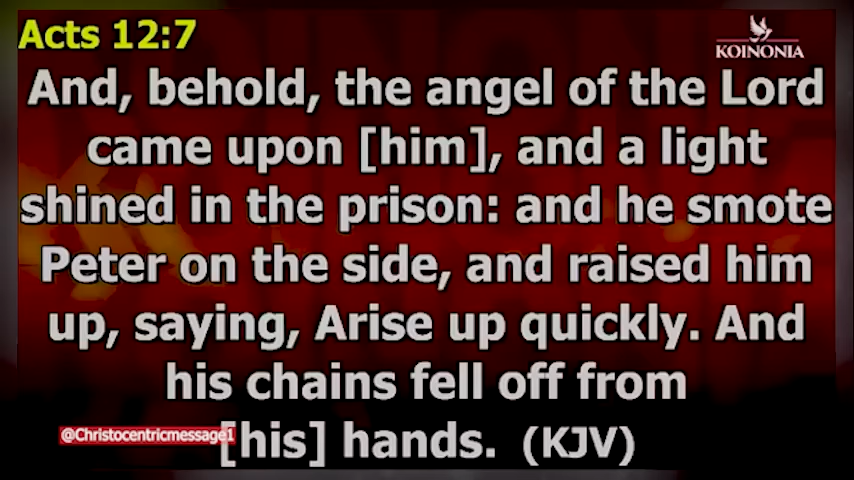 Acts 12:7
KOINONIA
And, behold, the angel of the Lord
came upon [him], and a light
shined in the prison: and he smote
Peter on the side, and raised him
up, saying, Arise up quickly. And
his chains fell off from
[his] hands. (KJV)
@Christocentricmessage1